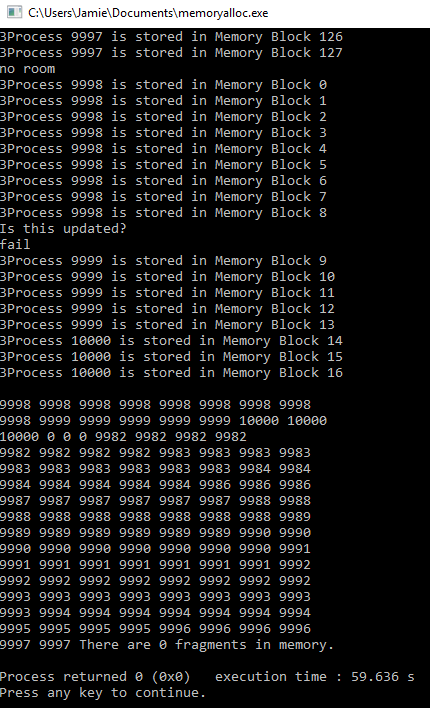 C:\Users\Jamie\Documents\memoryalloc.exe
3Process 9997 is stored in Memory Block 126
3Process 9997 is stored in Memory Block 127
no room
3Process 9998 is stored in Memory Block 0
3Process 9998 is stored in Memory Block 1
3Process 9998 is stored in Memory Block 2
3Process 9998 is stored in Memory Block 3
3Process 9998 is stored in Memory Block 4
3Process 9998 is stored in Memory Block 5
3Process 9998 is stored in Memory Block 6
3Process 9998 is stored in Memory Block 7
3Process 9998 is stored in Memory Block 8
Is this updated?
fail
3Process 9999 is stored in Memory Block 9
3Process 9999 is stored in Memory Block 10
3Process 9999 is stored in Memory Block 11
3Process 9999 is stored in Memory Block 12
3Process 9999 is stored in Memory Block 13
3Process 10000 is stored in Memory Block 14
3Process 10000 is stored in Memory Block 15
3Process 10000 is stored in Memory Block 16
9998 9998 9998 9998 9998 9998 9998 9998
9998 9999 9999 9999 9999 9999 10000 10000
10000 0 0 0 9982 9982 9982 9982
9982 9982 9982 9982 9983 9983 9983 9983
9983 9983 9983 9983 9983 9983 9984 9984
9984 9984 9984 9984 9984 9986 9986 9986
9987 9987 9987 9987 9987 9987 9988 9988
9988 9988 9988 9988 9988 9988 9988 9989
9989 9989 9989 9989 9989 9989 9990 9990
9990 9990 9990 9990 9990 9990 9990 9991
9991 9991 9991 9991 9991 9991 9991 9992
9992 9992 9992 9992 9992 9992 9992 9992
9993 9993 9993 9993 9993 9993 9993 9993
9993 9994 9994 9994 9994 9994 9994 9994
9995 9995 9995 9995 9996 9996 9996 9996
9997 9997 There are 0 fragments in memory.
Process returned 0 (0x0)   execution time : 59.636 s
Press any key to continue.